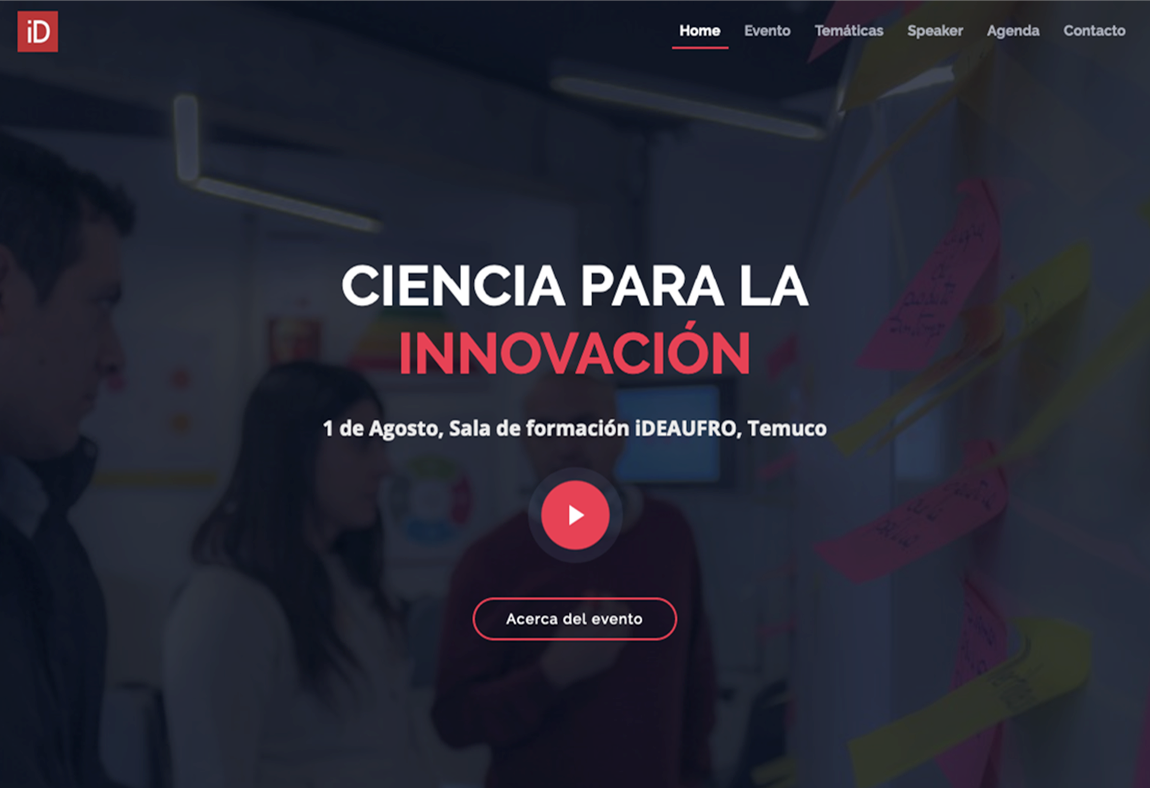 iD
Home Evento Temáticas Speaker Agenda Contacto
CIENCIA PARA LA
INNOVACIÓN
1 de Agosto, Sala de formación iDEAUFRO, Temuco
Acerca del evento